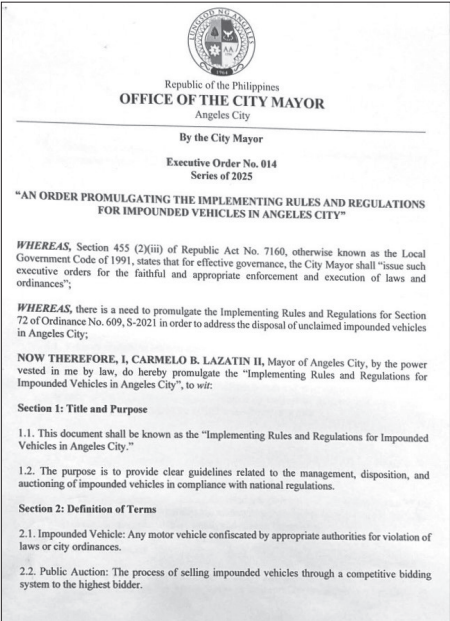 LUNGSOD NG ANGELES
1964
Republic of the Philippines
OFFICE OF THE CITY MAYOR
Angeles City
By the City Mayor
Executive Order No. 014
Series of 2025
“AN ORDER PROMULGATING THE IMPLEMENTING RULES AND REGULATIONS
FOR IMPOUNDED VEHICLES IN ANGELES CITY”
WHEREAS, Section 455 (2)(iii) of Republic Act No. 7160, otherwise known as the Local
Government Code of 1991, states that for effective governance, the City Mayor shall “issue such
executive orders for the faithful and appropriate enforcement and execution of laws and
ordinances”;
WHEREAS, there is a need to promulgate the Implementing Rules and Regulations for Section
72 of Ordinance No. 609, S-2021 in order to address the disposal of unclaimed impounded vehicles
in Angeles City;
NOW THEREFORE, I, CARMELO B. LAZATIN II, Mayor of Angeles City, by the power
vested in me by law, do hereby promulgate the “Implementing Rules and Regulations for
Impounded Vehicles in Angeles City”, to wit:
Section 1: Title and Purpose
1.1. This document shall be known as the “Implementing Rules and Regulations for Impounded
Vehicles in Angeles City.”
1.2. The purpose is to provide clear guidelines related to the management, disposition, and
auctioning of impounded vehicles in compliance with national regulations.
Section 2: Definition of Terms
2.1. Impounded Vehicle: Any motor vehicle confiscated by appropriate authorities for violation of
laws or city ordinances.
2.2. Public Auction: The process of selling impounded vehicles through a competitive bidding
system to the highest bidder.